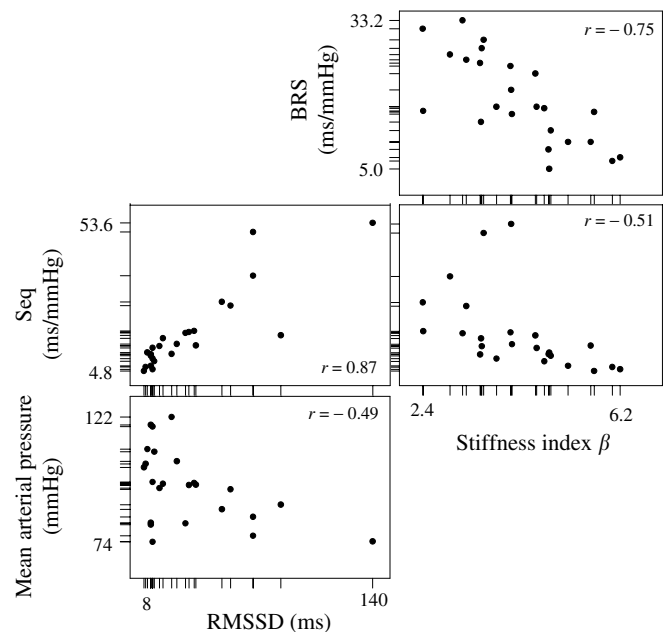 33.2
r = − 0.75
BRS
(ms/mmHg)
5.0
53.6
r = − 0.51
Seq
(ms/mmHg)
r = 0.87
4.8
2.4
6.2
Stiffness index β
122
r = − 0.49
Mean arterial pressure
(mmHg)
74
8
140
RMSSD (ms)